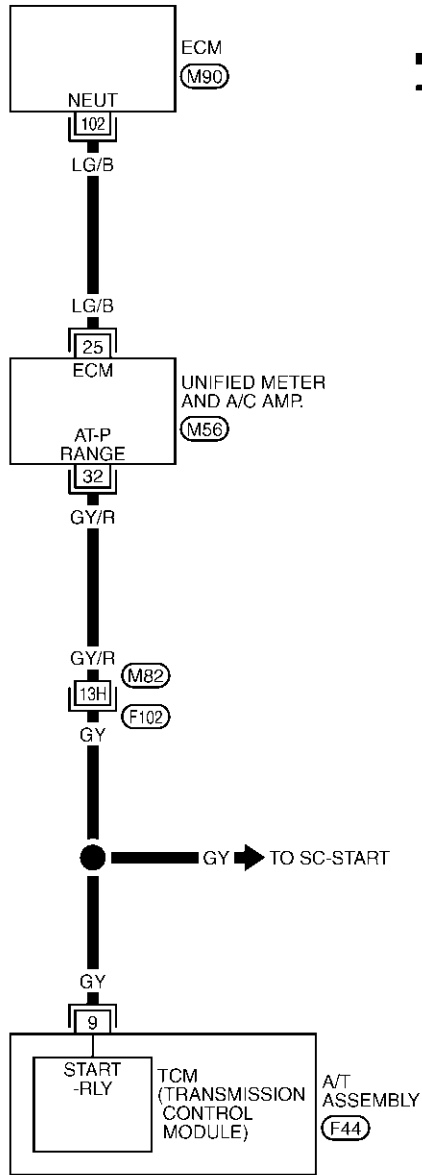 ECM
M90
NEUT
102
LG/B
LG/B
25
ECM
UNIFIED METER
AND A/C AMP.
M56
AT-P
RANGE
32
GY/R
GY/R
M82
13H
F102
GY
GY
TO SC-START
GY
9
START
-RLY
TCM
(TRANSMISSION
CONTROL
MODULE)
A/T
ASSEMBLY
F44